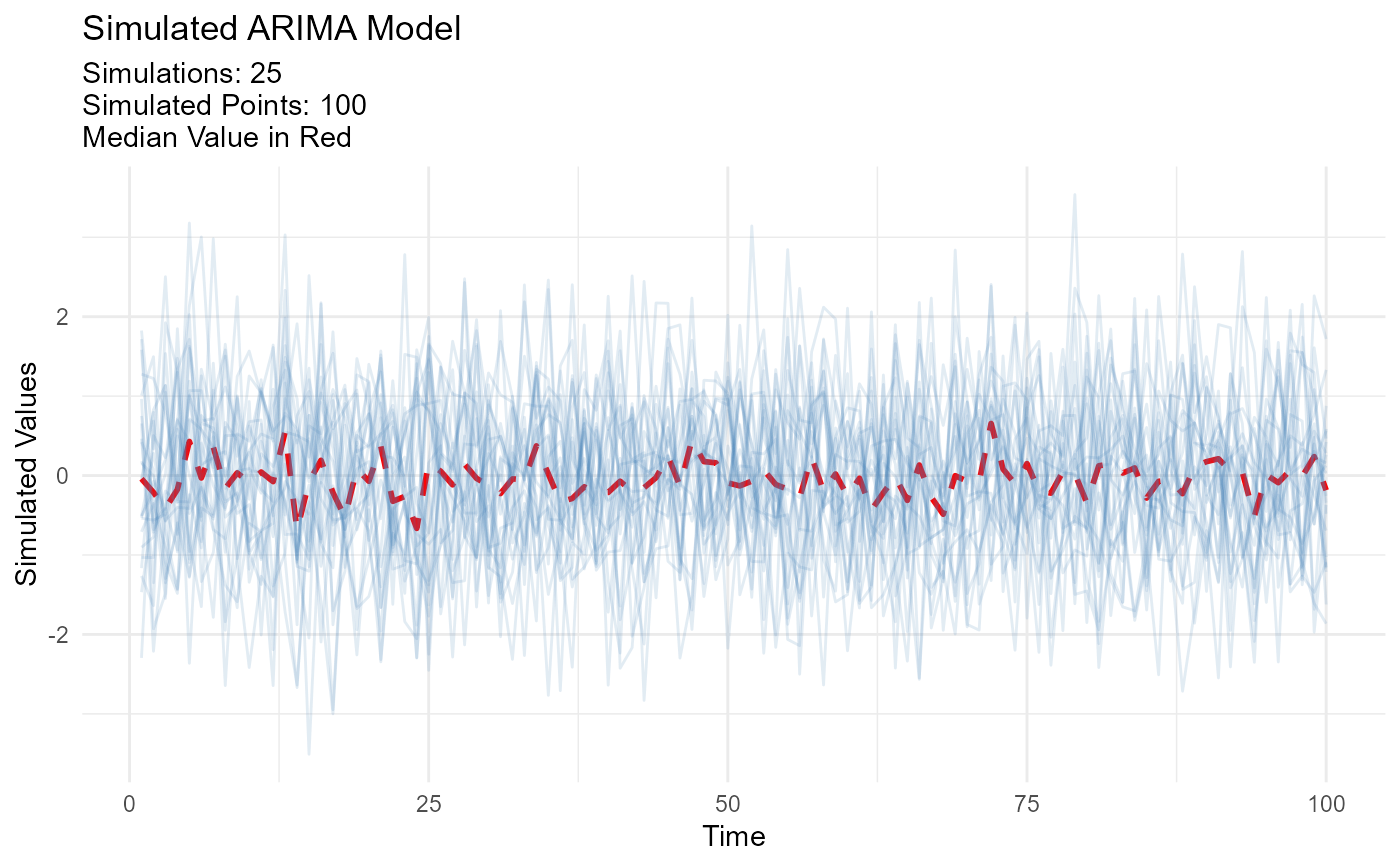 Simulated ARIMA Model
Simulations: 25
Simulated Points: 100
Median Value in Red
Simulated Values
2
0
-2
0
25
50
75
100
Time